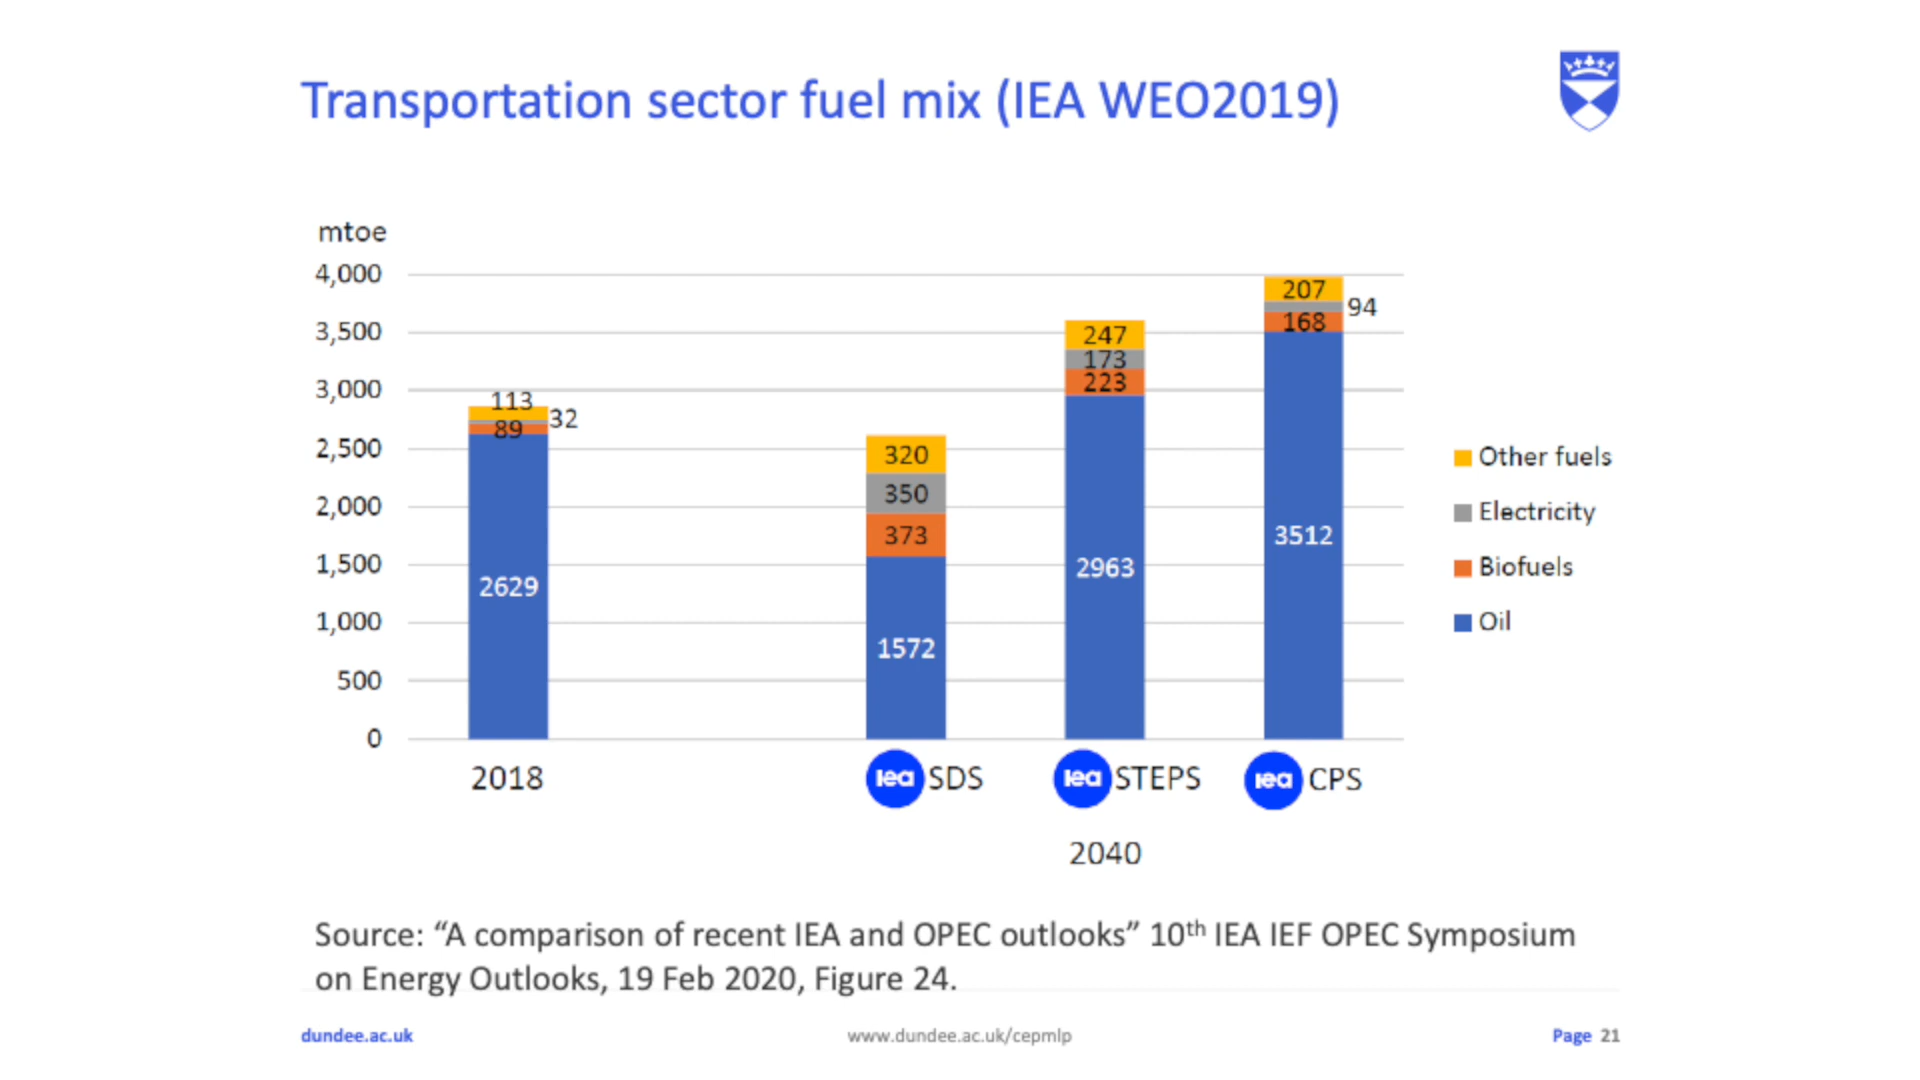 Transportation sector fuel mix (IEA WEO2019)
mtoe
4,000
3,500
3,000
2,500
2,000
1,500
1,000
500
0
113
32
89
2629
320
350
373
1572
247
173
223
2963
207
94
168
3512
Other fuels
Electricity
Biofuels
Oil
2018
iea SDS
iea STEPS
iea CPS
2040
Source: “A comparison of recent IEA and OPEC outlooks” 10th IEA IEF OPEC Symposium
on Energy Outlooks, 19 Feb 2020, Figure 24.
dundee.ac.uk
www.dundee.ac.uk/cepmlp
Page 21